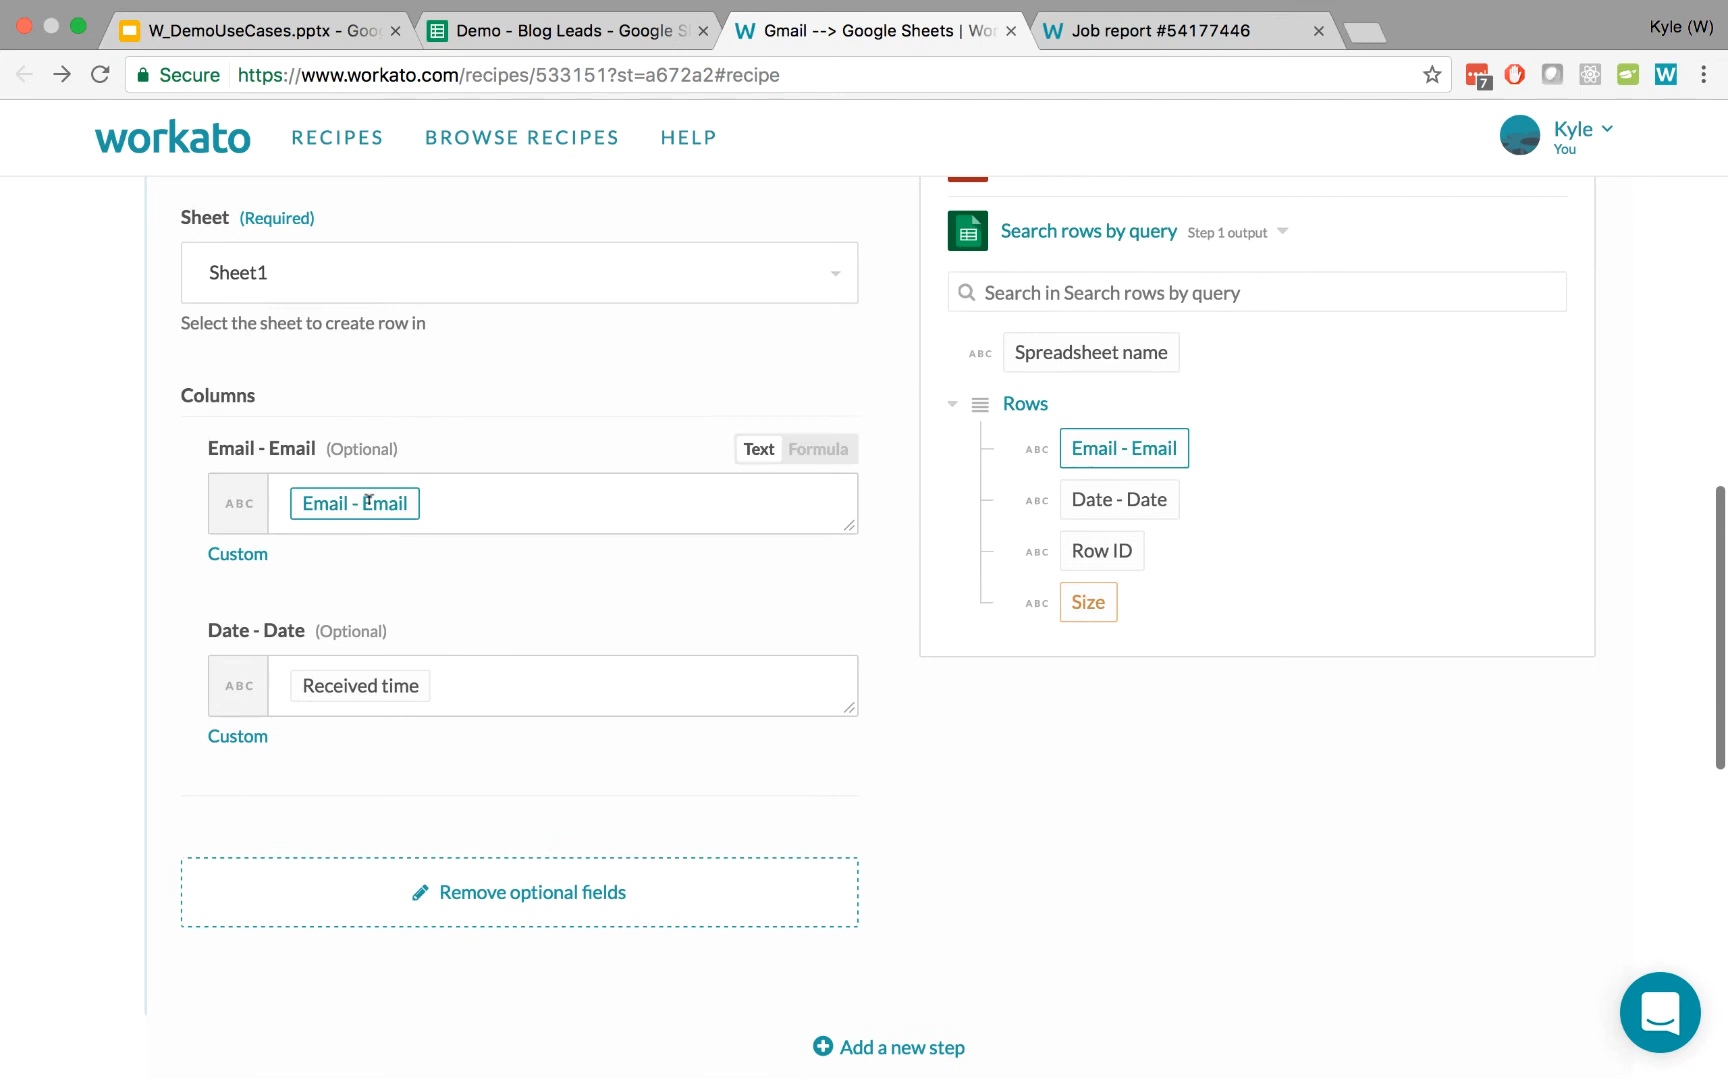 W_DemoUseCases.pptx - Goo
Demo - Blog Leads - Google S
Gmail --> Google Sheets | Wor
Job report #54177446
Kyle (W)
Secure
https://www.workato.com/recipes/533151?st=a672a2#recipe
7
W
workato
RECIPES
BROWSE RECIPES
HELP
Kyle
You
Sheet (Required)
Sheet1
Select the sheet to create row in
Columns
Email - Email (Optional)
Text Formula
ABC Email - Email
Custom
Date - Date (Optional)
ABC Received time
Custom
Remove optional fields
Add a new step
Search rows by query Step 1 output
Search in Search rows by query
ABC Spreadsheet name
Rows
ABC Email - Email
ABC Date - Date
ABC Row ID
ABC Size